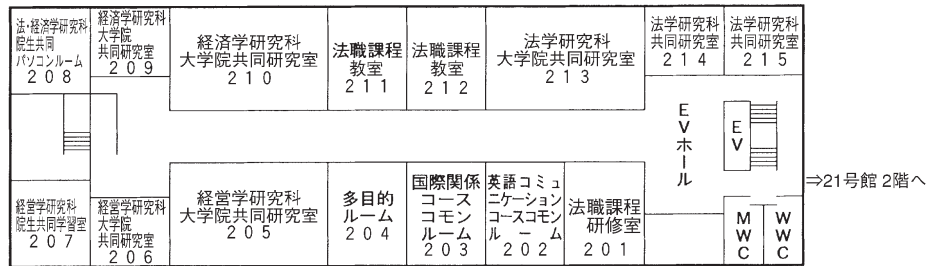 法・経済学研究科
院生共同
パソコンルーム
208
経済学研究科
大学院
共同研究室
209
経済学研究科
大学院共同研究室
210
法職課程
教室
211
法職課程
教室
212
法学研究科
大学院共同研究室
213
法学研究科
共同研究室
214
法学研究科
共同研究室
215
EVホール
EV
⇒21号館 2階へ
経営学研究科
院生共同学習室
207
経営学研究科
大学院
共同研究室
206
経営学研究科
大学院共同研究室
205
多目的
ルーム
204
国際関係
コース
コモン
ルーム
203
英語コミュ
ニケーション
コースコモン
ルーム
202
法職課程
研修室
201
MWC
WWC